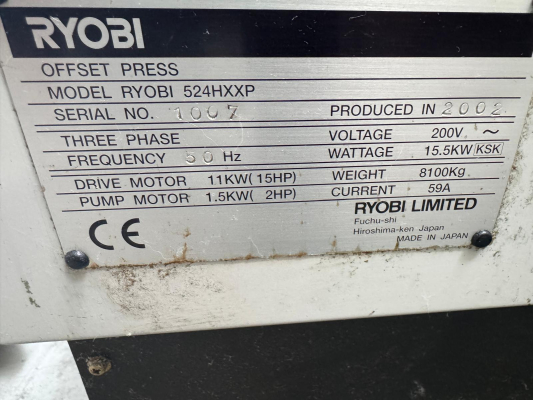 RYOBI
OFFSET PRESS
MODEL RYOBI 524HXXP
SERIAL NO. 1007 PRODUCED IN 2002
THREE PHASE VOLTAGE 200V. ~
FREQUENCY 50 Hz WATTAGE 15.5KW KSK
DRIVE MOTOR 11KW(15HP) WEIGHT 8100Kg
PUMP MOTOR 1.5KW( 2HP) CURRENT 59A
RYOBI LIMITED
Fuchu-shi
Hiroshima-ken Japan
MADE IN JAPAN
CE